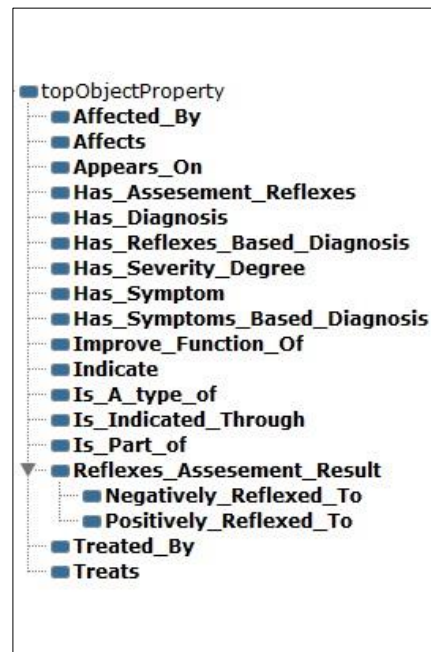 topObjectProperty
Affected_By
Affects
Appears_On
Has_Assesement_Reflexes
Has_Diagnosis
Has_Reflexes_Based_Diagnosis
Has_Severity_Degree
Has_Symptom
Has_Symptoms_Based_Diagnosis
Improve_Function_Of
Indicate
Is_A_type_of
Is_Indicated_Through
Is_Part_of
Reflexes_Assesement_Result
Negatively_Reflexed_To
Positively_Reflexed_To
Treated_By
Treats